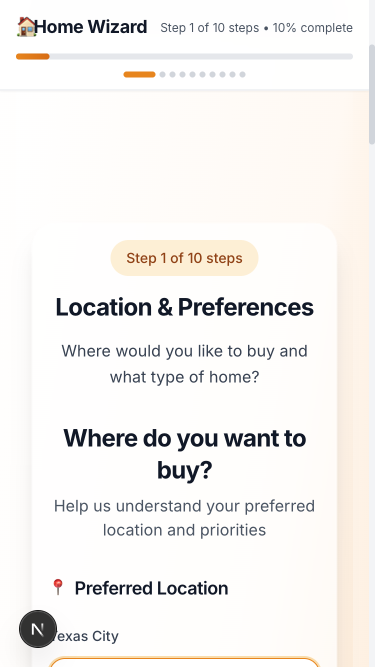 Home Wizard
Step 1 of 10 steps • 10% complete
Step 1 of 10 steps
Location & Preferences
Where would you like to buy and
what type of home?
Where do you want to
buy?
Help us understand your preferred
location and priorities
Preferred Location
N
exas City